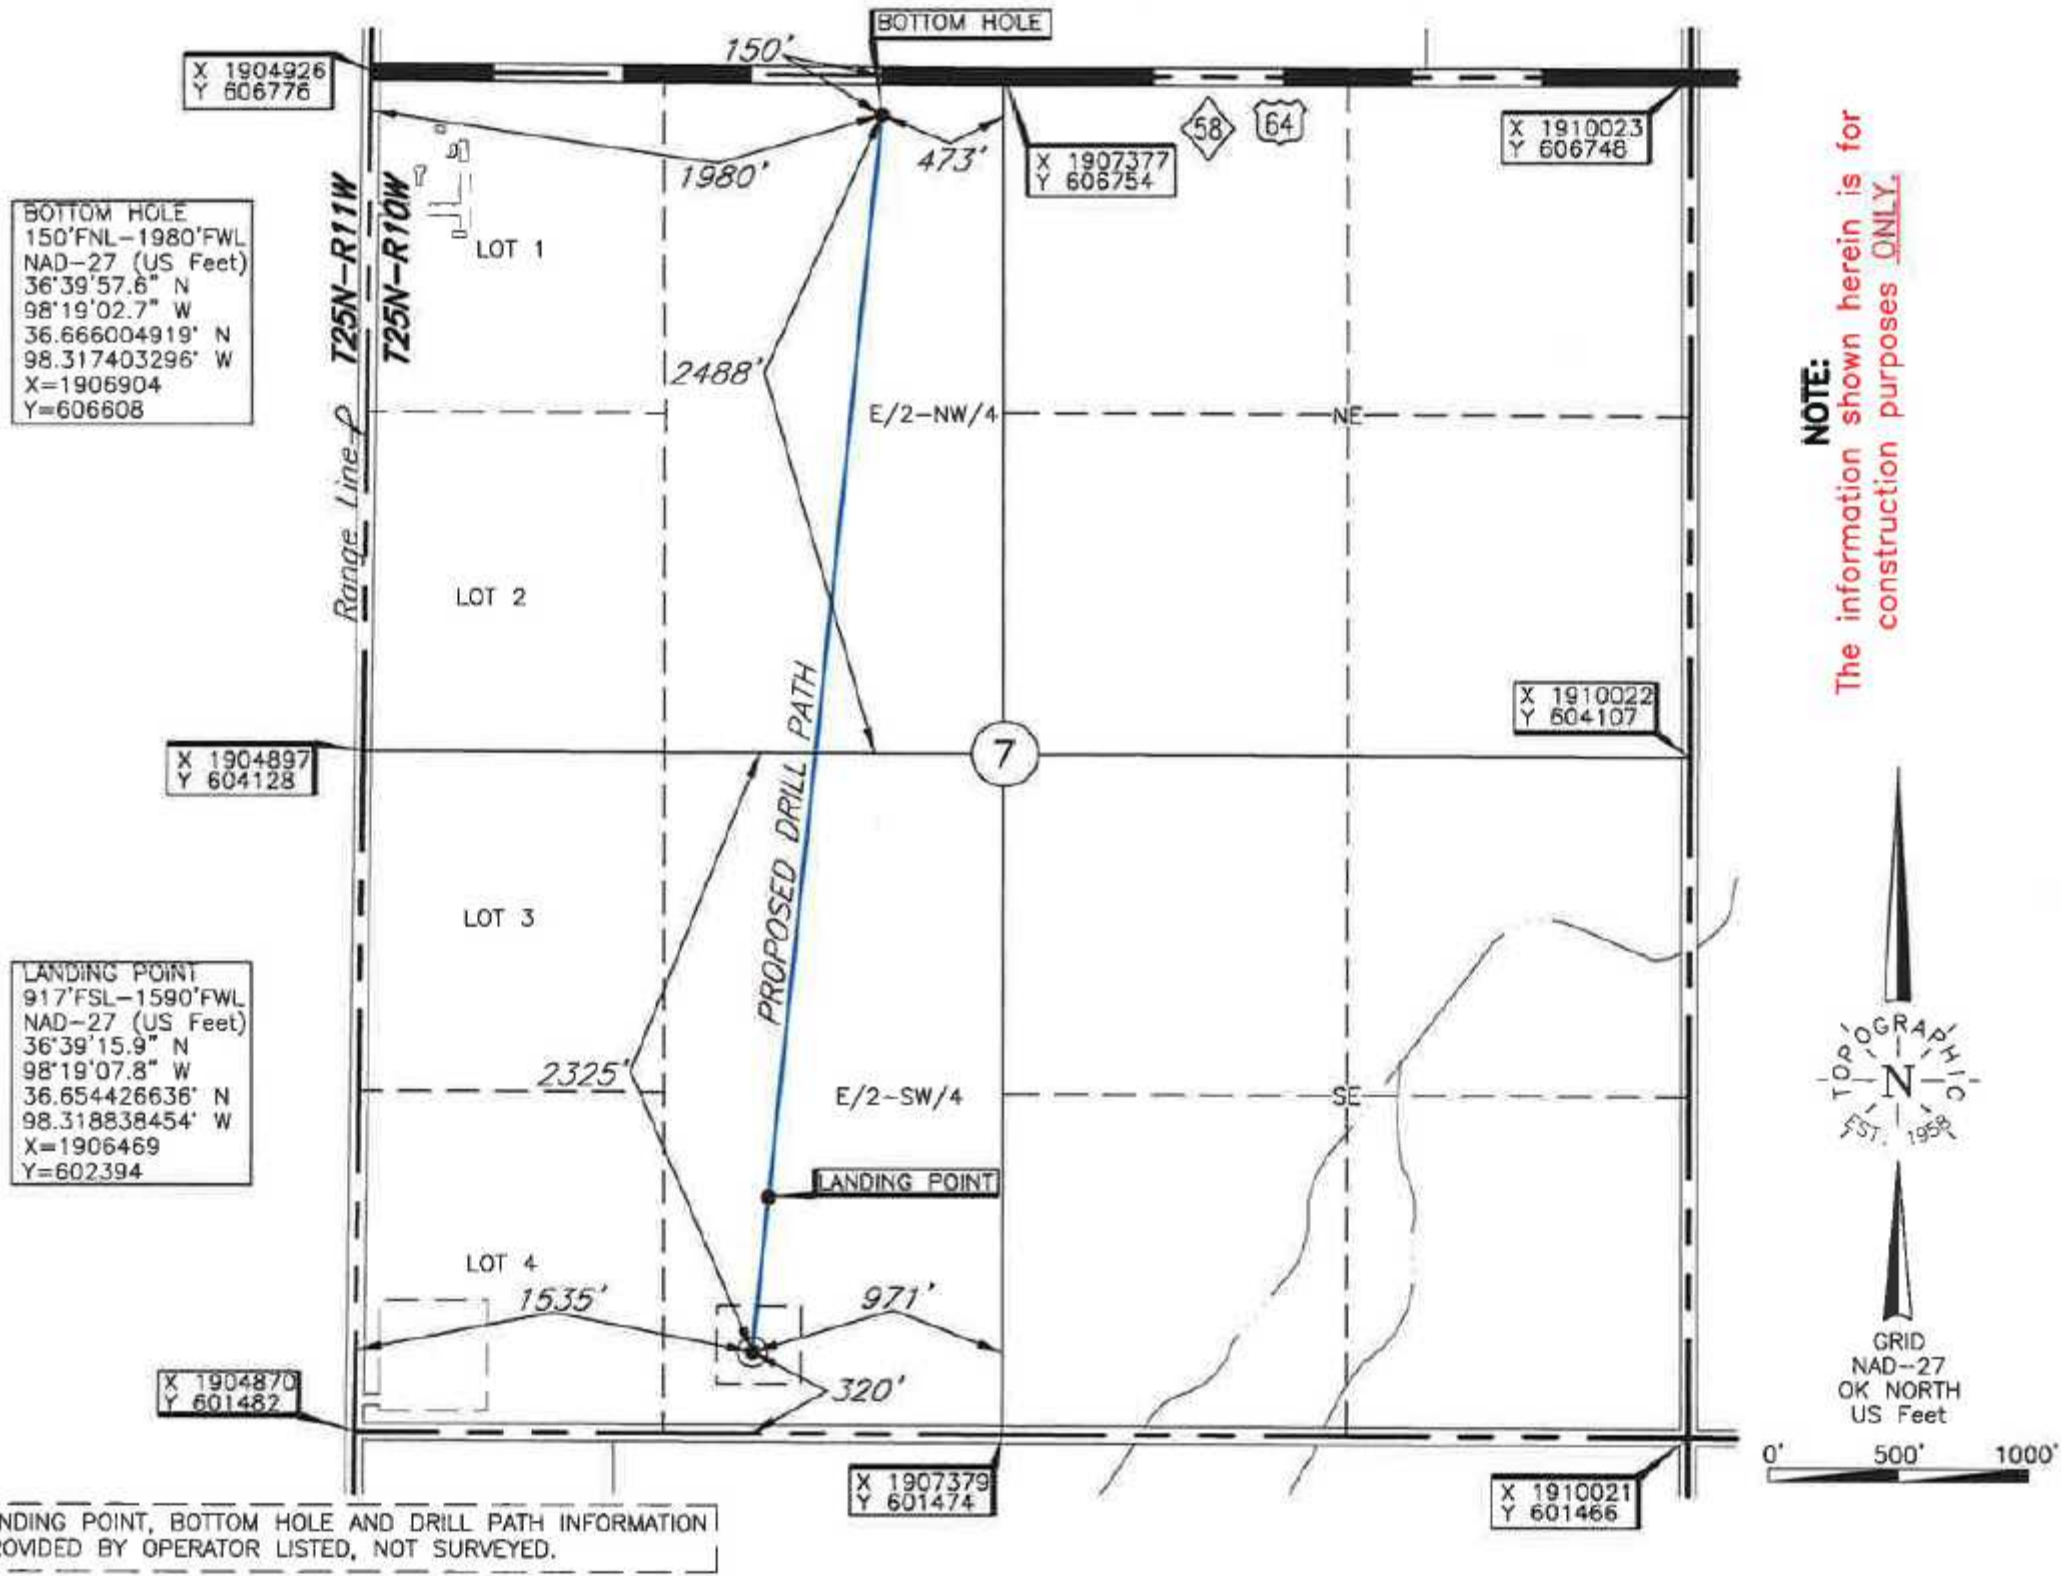 BOTTOM HOLE
150'
X 1904926
Y 606776
1980'
473'
X 1907377
Y 606754
58
64
X 1910023
Y 606748
T25N-R11W
T25N-R10W
BOTTOM HOLE
150'FNL-1980'FWL
NAD-27 (US Feet)
36°39'57.6" N
98°19'02.7" W
36.666004919° N
98.317403296° W
X=1906904
Y=606608
LOT 1
2488'
E/2-NW/4
NE
Range Line
LOT 2
NOTE:
The information shown herein is for
construction purposes ONLY.
PROPOSED DRILL PATH
X 1904897
Y 604128
7
X 1910022
Y 604107
LOT 3
LANDING POINT
917'FSL-1590'FWL
NAD-27 (US Feet)
36°39'15.9" N
98°19'07.8" W
36.654426636° N
98.318838454° W
X=1906469
Y=602394
2325'
E/2-SW/4
SE
LANDING POINT
LOT 4
1535'
971'
320'
X 1904870
Y 601482
X 1907379
Y 601474
X 1910021
Y 601466
TOPOGRAPHIC
N
EST. 1958
GRID
NAD-27
OK NORTH
US Feet
0' 500' 1000'
NDING POINT, BOTTOM HOLE AND DRILL PATH INFORMATION
ROVIDED BY OPERATOR LISTED, NOT SURVEYED.